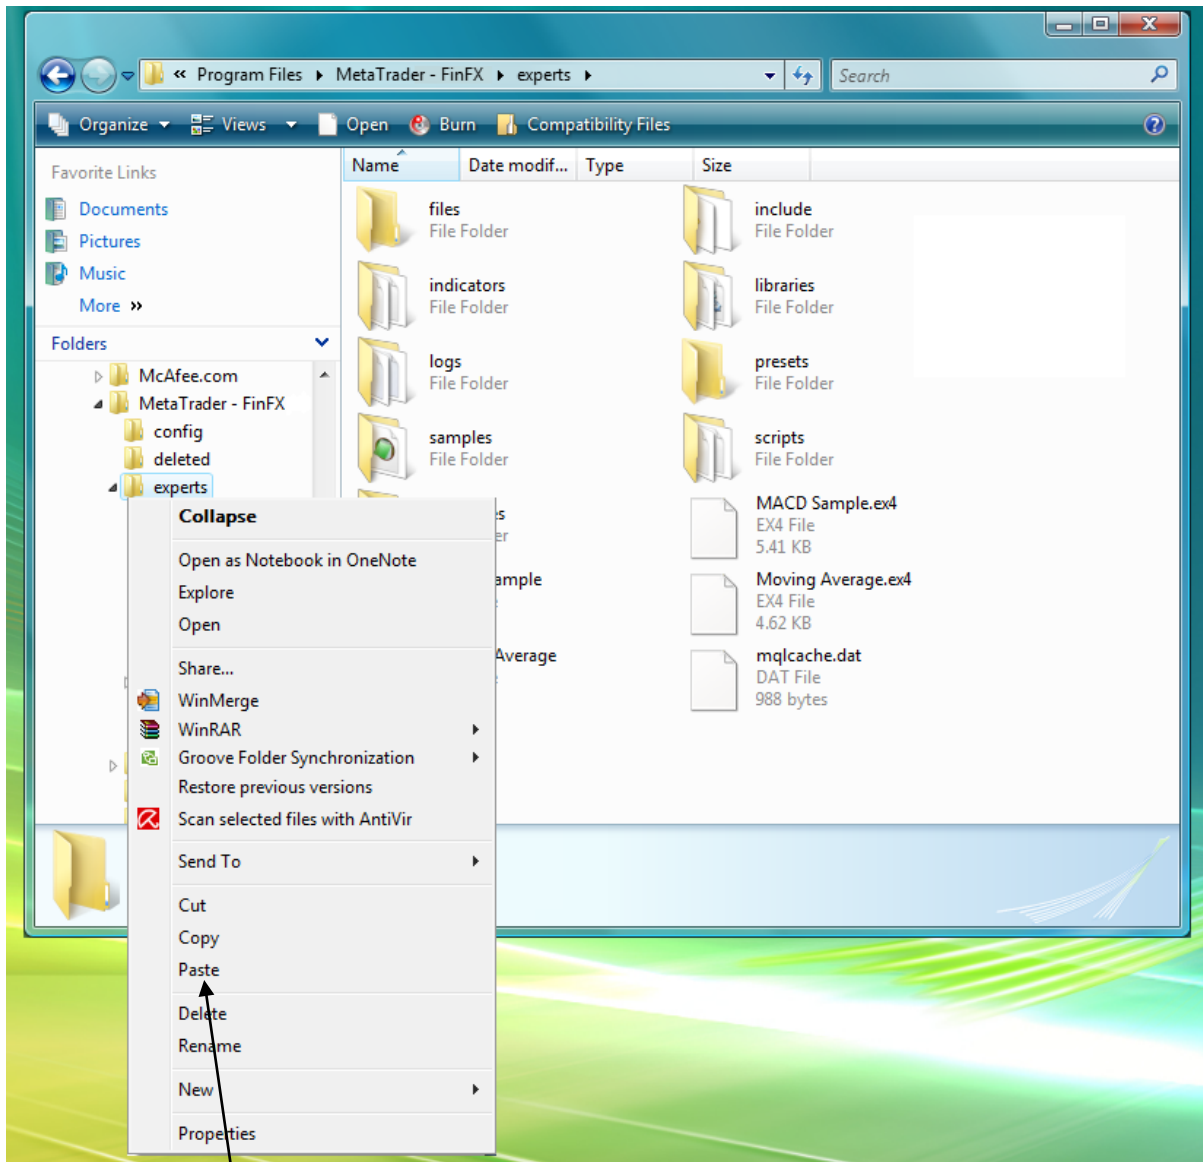 « Program Files ▸ MetaTrader - FinFX ▸ experts ▸
Search
Organize Views Open Burn Compatibility Files
Favorite Links
Documents
Pictures
Music
More »
Folders
McAfee.com
MetaTrader - FinFX
config
deleted
experts
Name Date modif... Type Size
files
File Folder
include
File Folder
indicators
File Folder
libraries
File Folder
logs
File Folder
presets
File Folder
samples
File Folder
scripts
File Folder
MACD Sample.ex4
EX4 File
5.41 KB
Moving Average.ex4
EX4 File
4.62 KB
Average
mqlcache.dat
DAT File
988 bytes
Collapse
Open as Notebook in OneNote
Explore
Open
Share...
WinMerge
WinRAR
Groove Folder Synchronization
Restore previous versions
Scan selected files with AntiVir
Send To
Cut
Copy
Paste
Delete
Rename
New
Properties